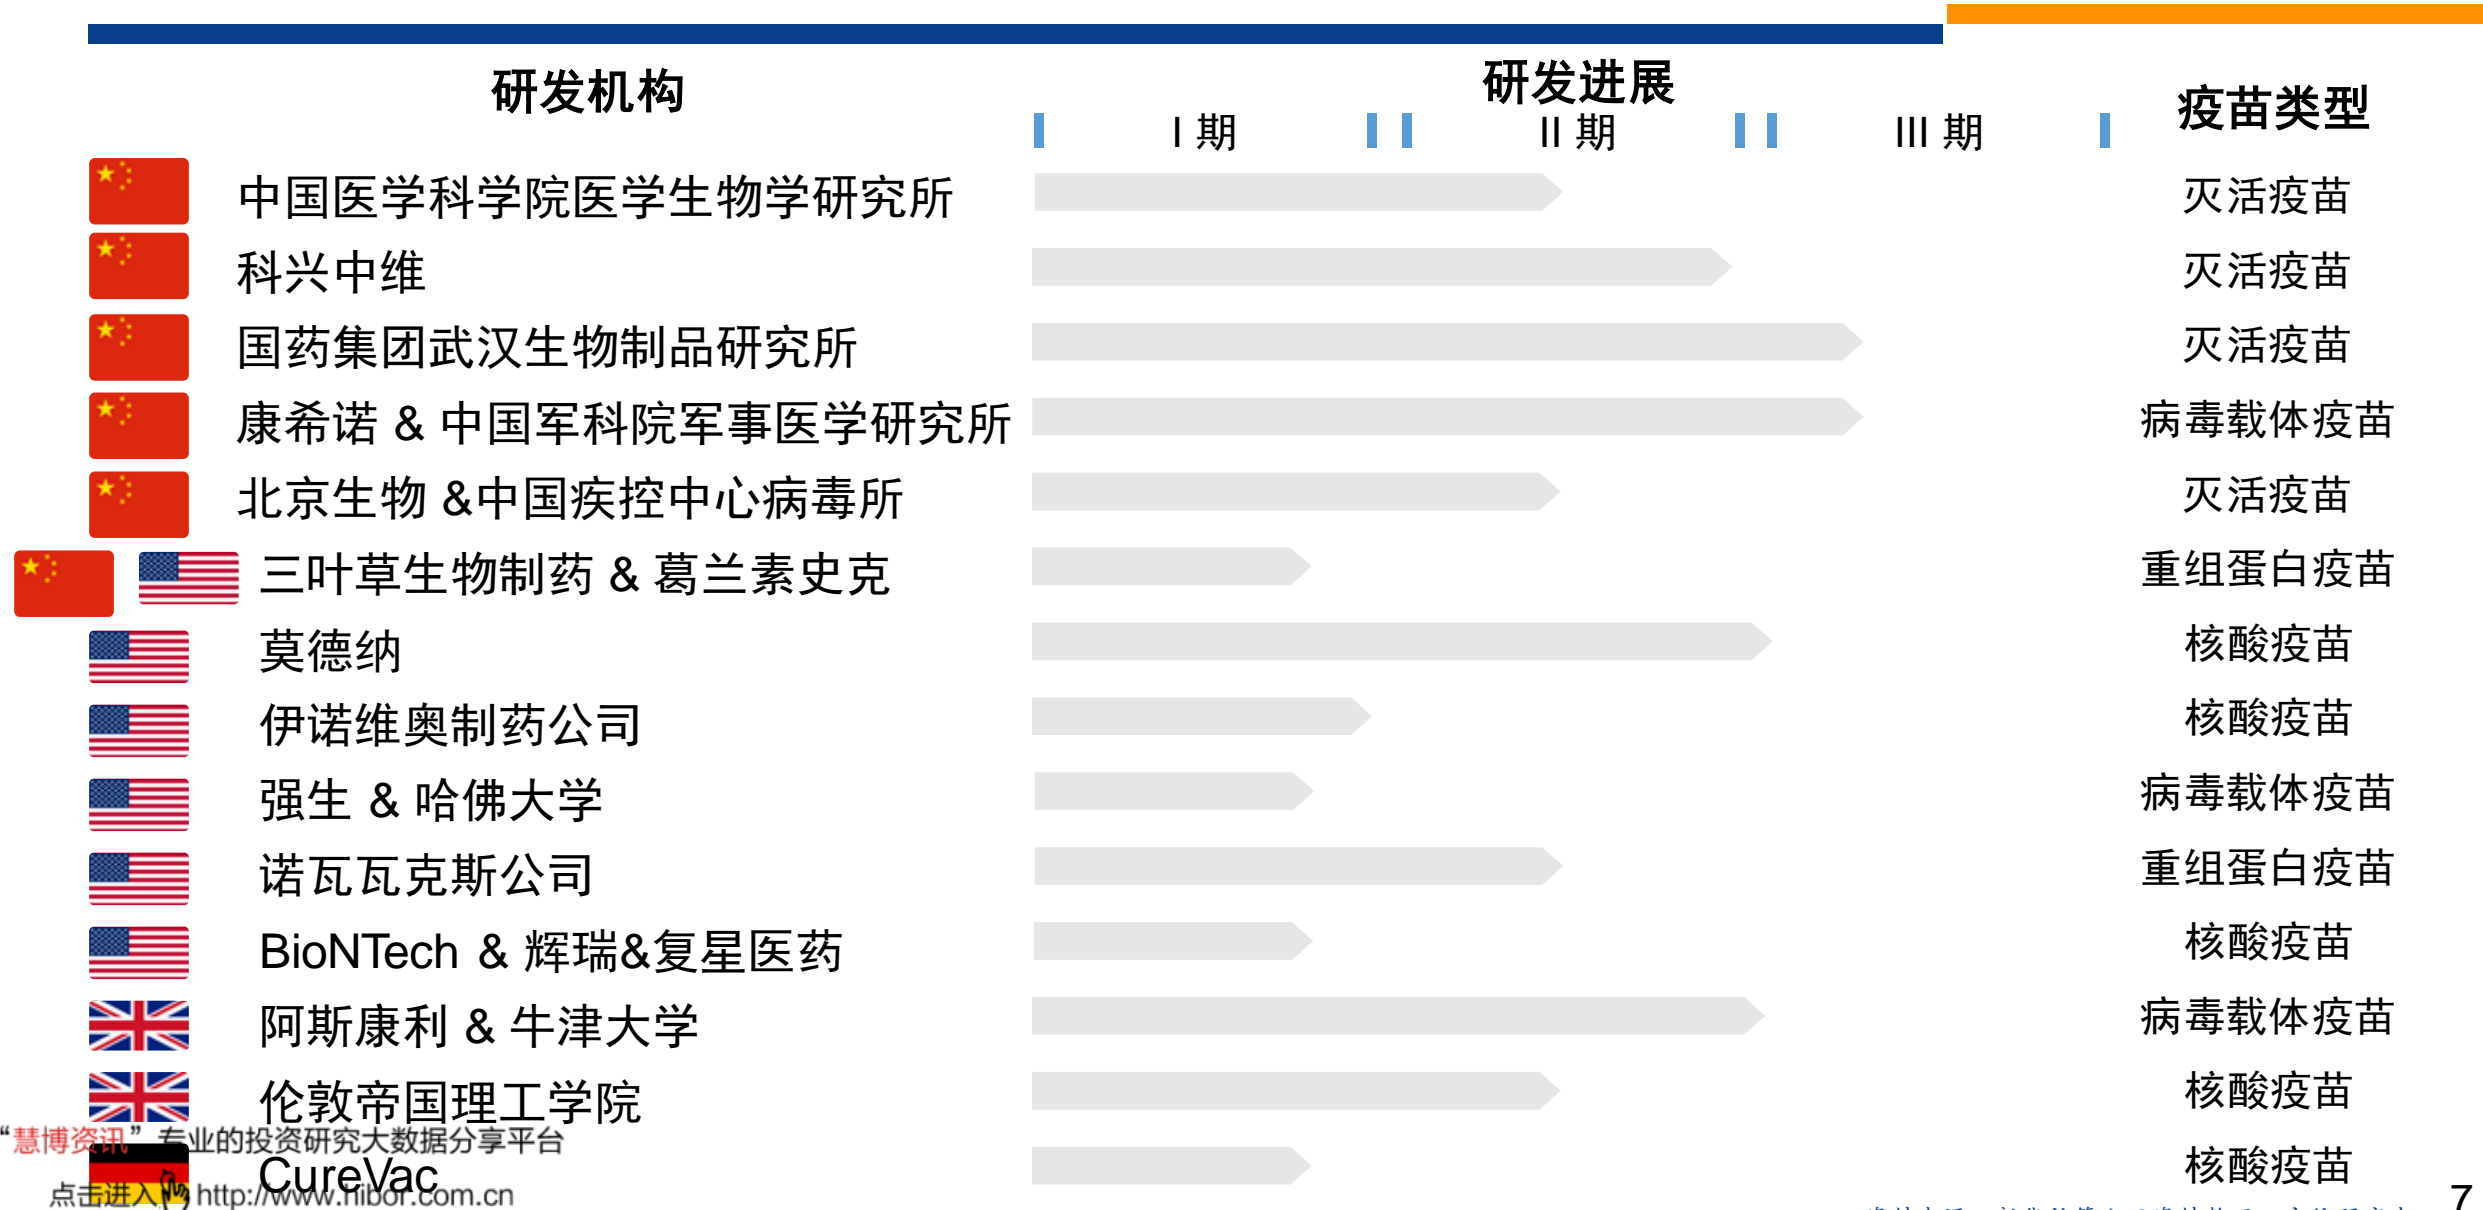 研发机构
研发进展
疫苗类型
I 期
II 期
III 期
中国医学科学院医学生物学研究所
灭活疫苗
科兴中维
灭活疫苗
国药集团武汉生物制品研究所
灭活疫苗
康希诺 & 中国军科院军事医学研究所
病毒载体疫苗
北京生物 &中国疾控中心病毒所
灭活疫苗
三叶草生物制药 & 葛兰素史克
重组蛋白疫苗
莫德纳
核酸疫苗
伊诺维奥制药公司
核酸疫苗
强生 & 哈佛大学
病毒载体疫苗
诺瓦瓦克斯公司
重组蛋白疫苗
BioNTech & 辉瑞&复星医药
核酸疫苗
阿斯康利 & 牛津大学
病毒载体疫苗
伦敦帝国理工学院
核酸疫苗
“慧博资讯”专业的投资研究大数据分享平台
CureVac
核酸疫苗
点击进入 http://www.hibor.com.cn
7